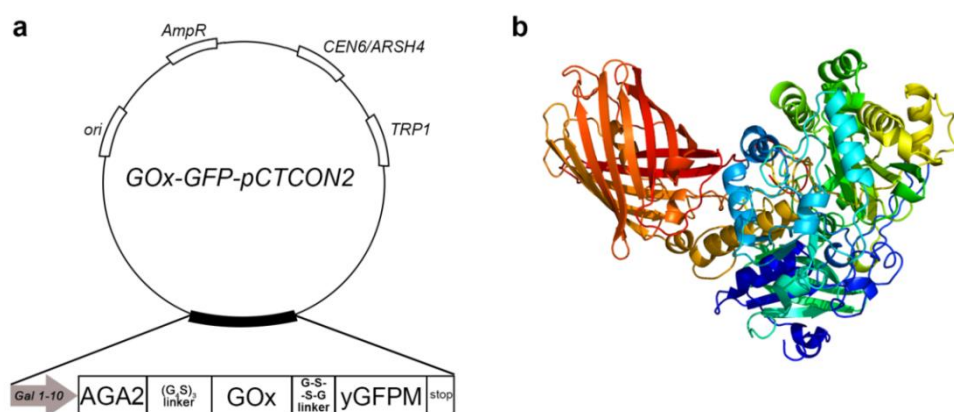 a
b
AmpR
CEN6/ARSH4
ori
TRP1
GOx-GFP-pCTCON2
Gal 1-10
AGA2
(G₄S)₃
linker
GOx
G-S-
-S-G
linker
yGFPM
stop